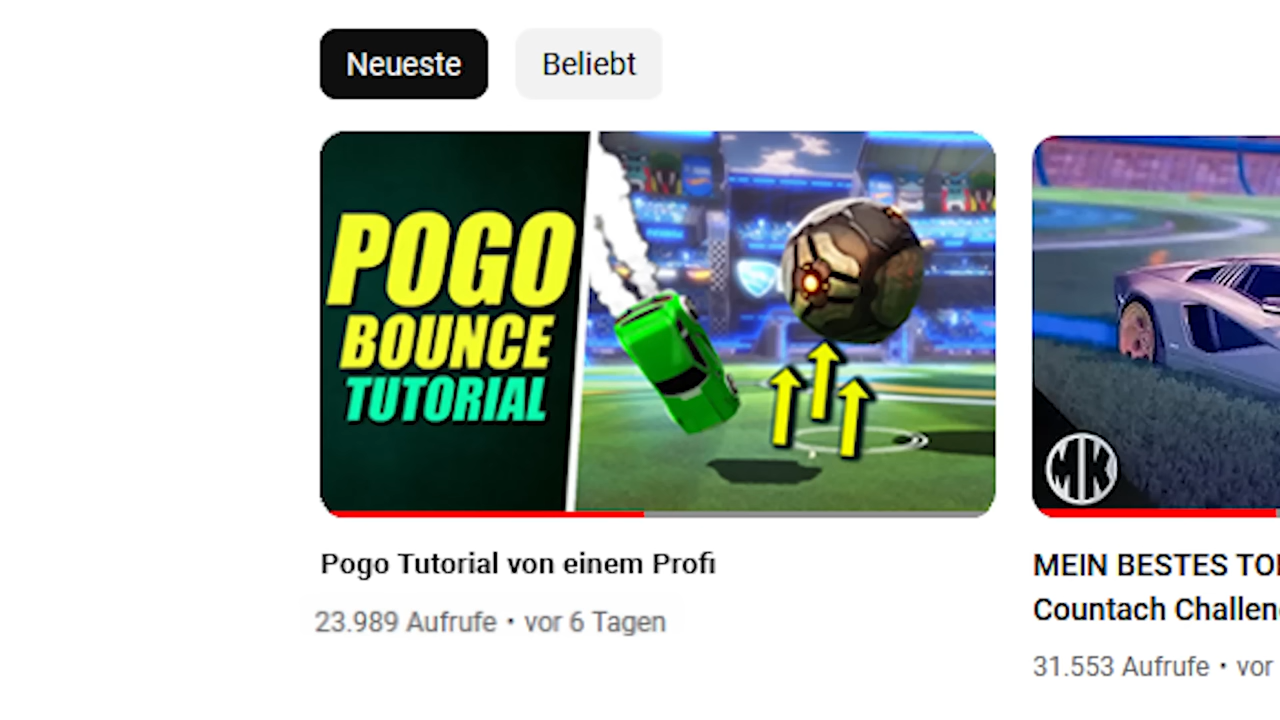 Neueste
Beliebt
POGO
BOUNCE
TUTORIAL
MK
Pogo Tutorial von einem Profi
23.989 Aufrufe • vor 6 Tagen
MEIN BESTES
Countach
31.553 Aufrufe • vor